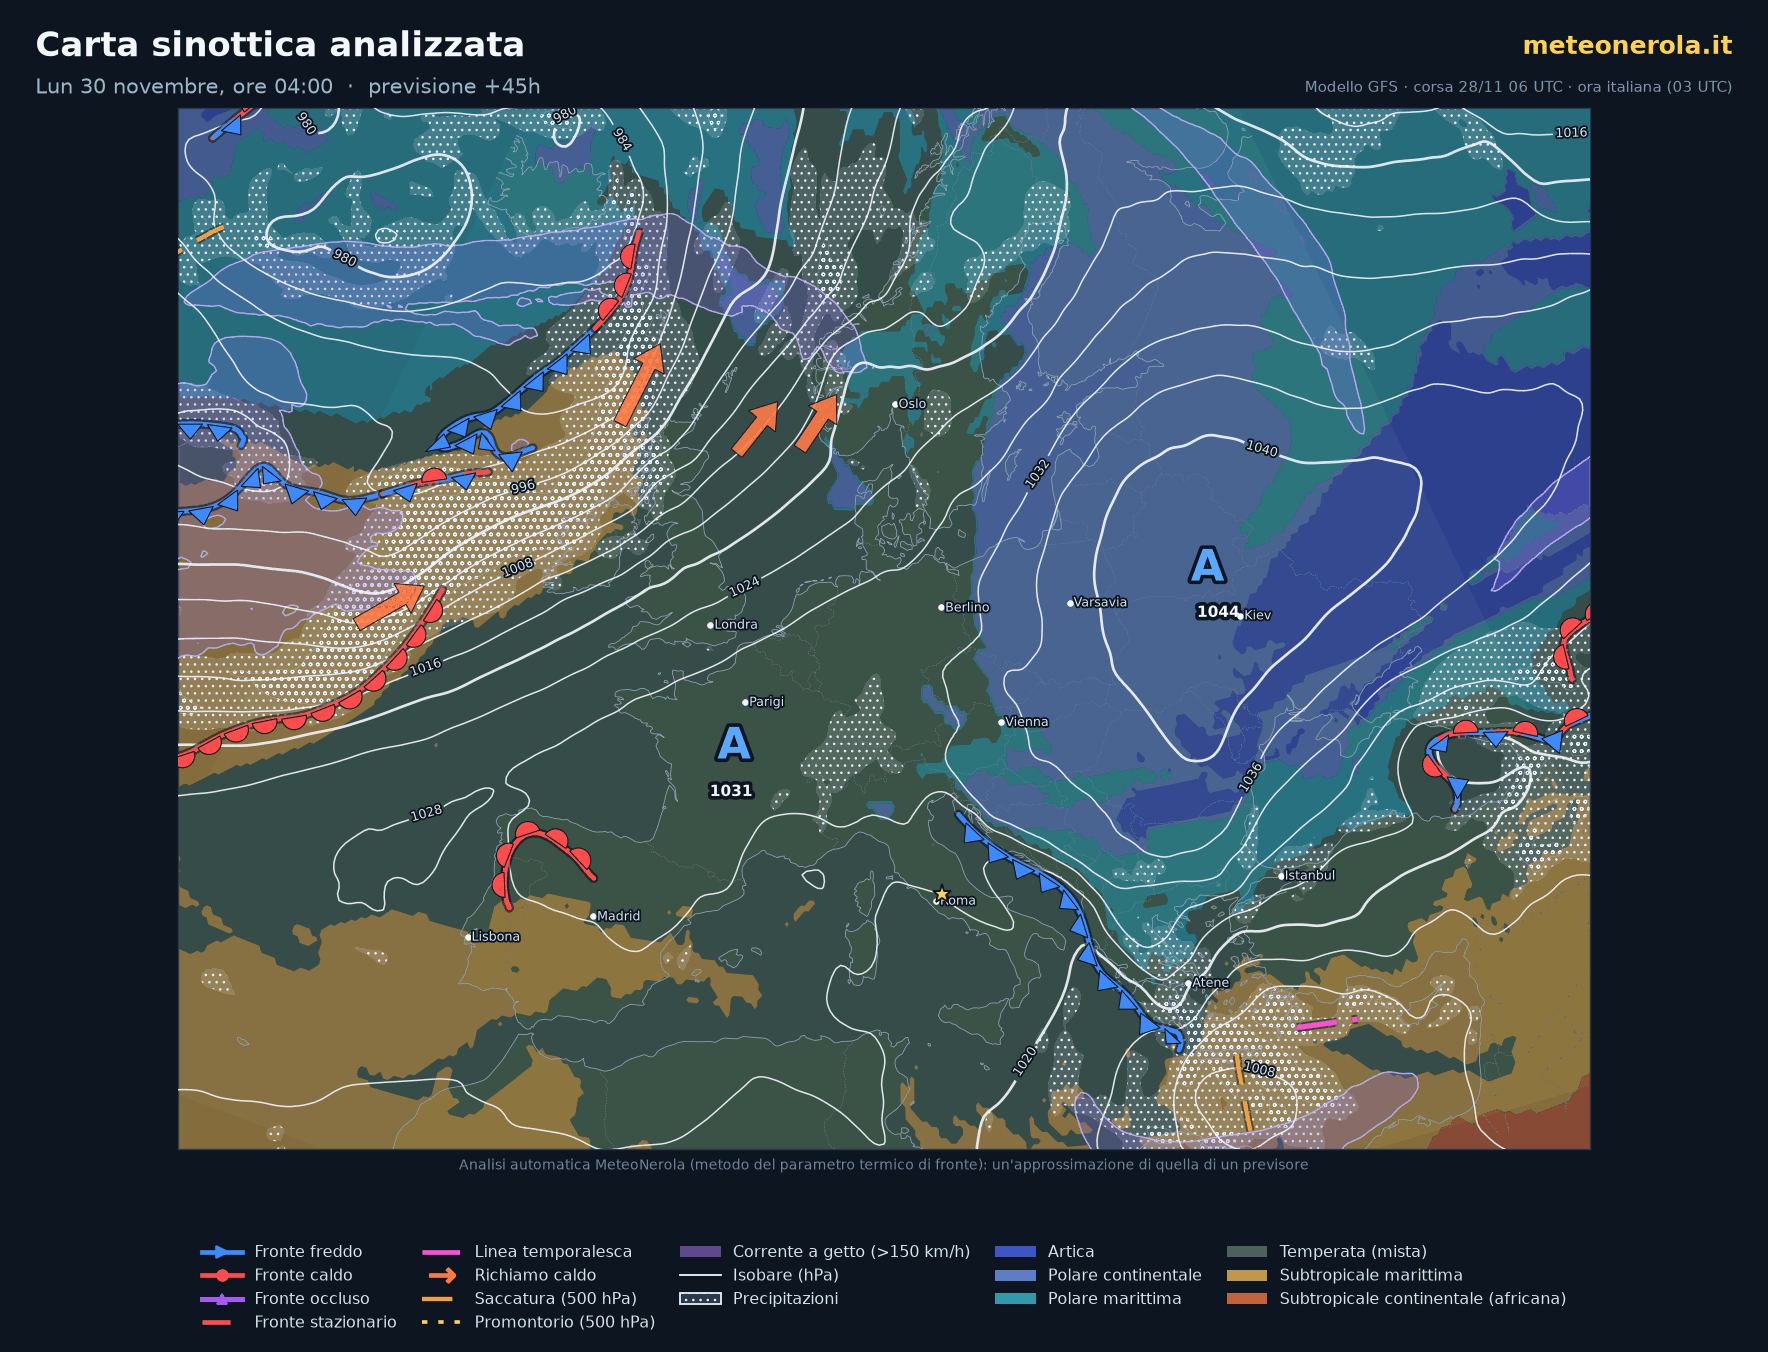 Carta sinottica analizzata
meteonerola.it
Lun 30 novembre, ore 04:00 · previsione +45h
Modello GFS · corsa 28/11 06 UTC · ora italiana (03 UTC)
980
980
984
1016
980
Oslo
1040
1032
996
1008
1024
A
1044
Berlino
Varsavia
Kiev
Londra
1016
Parigi
Vienna
A
1031
1036
1028
Istanbul
Roma
Madrid
Lisbona
Atene
1020
1008
Analisi automatica MeteoNerola (metodo del parametro termico di fronte): un'approssimazione di quella di un previsore
Fronte freddo
Fronte caldo
Fronte occluso
Fronte stazionario
Linea temporalesca
Richiamo caldo
Saccatura (500 hPa)
Promontorio (500 hPa)
Corrente a getto (>150 km/h)
Isobare (hPa)
Precipitazioni
Artica
Polare continentale
Polare marittima
Temperata (mista)
Subtropicale marittima
Subtropicale continentale (africana)